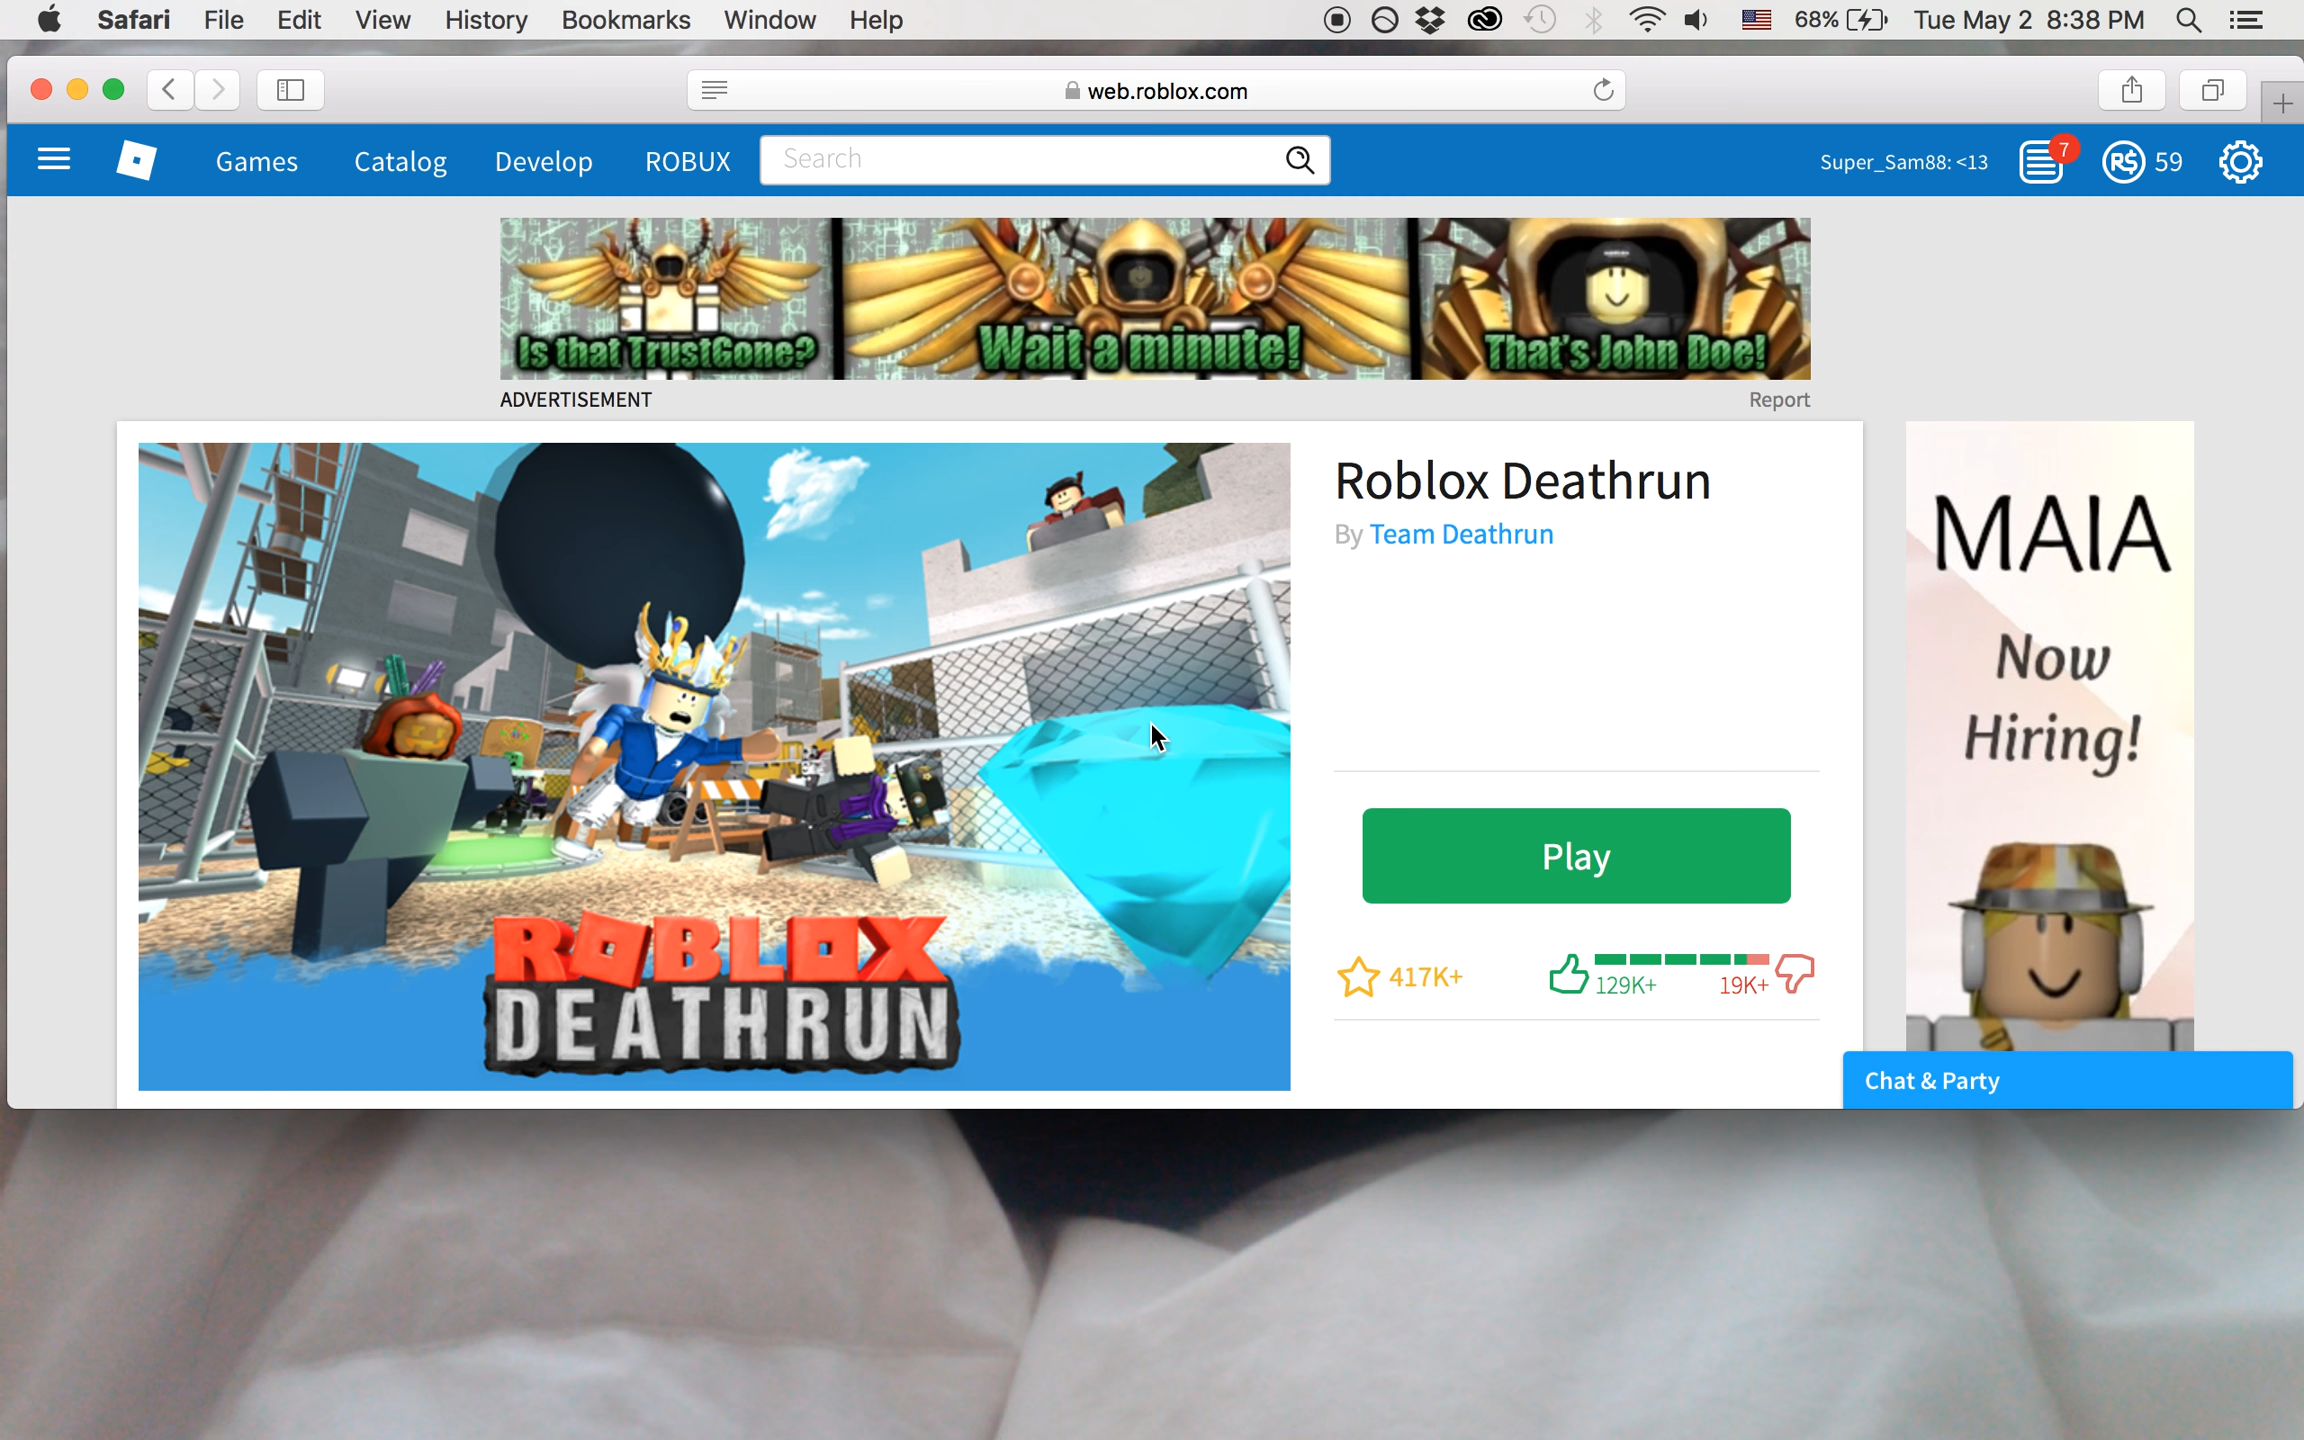 Safari File Edit View History Bookmarks Window Help 68% Tue May 2 8:38 PM
web.roblox.com
Games Catalog Develop ROBUX Search Super_Sam88: <13 7 R$ 59
Is that TrustGone? Wait a minute! That's John Doe!
ADVERTISEMENT Report
Roblox Deathrun
By Team Deathrun
Play
417K+ 129K+ 19K+
ROBLOX
DEATHRUN
MAIA
Now
Hiring!
Chat & Party